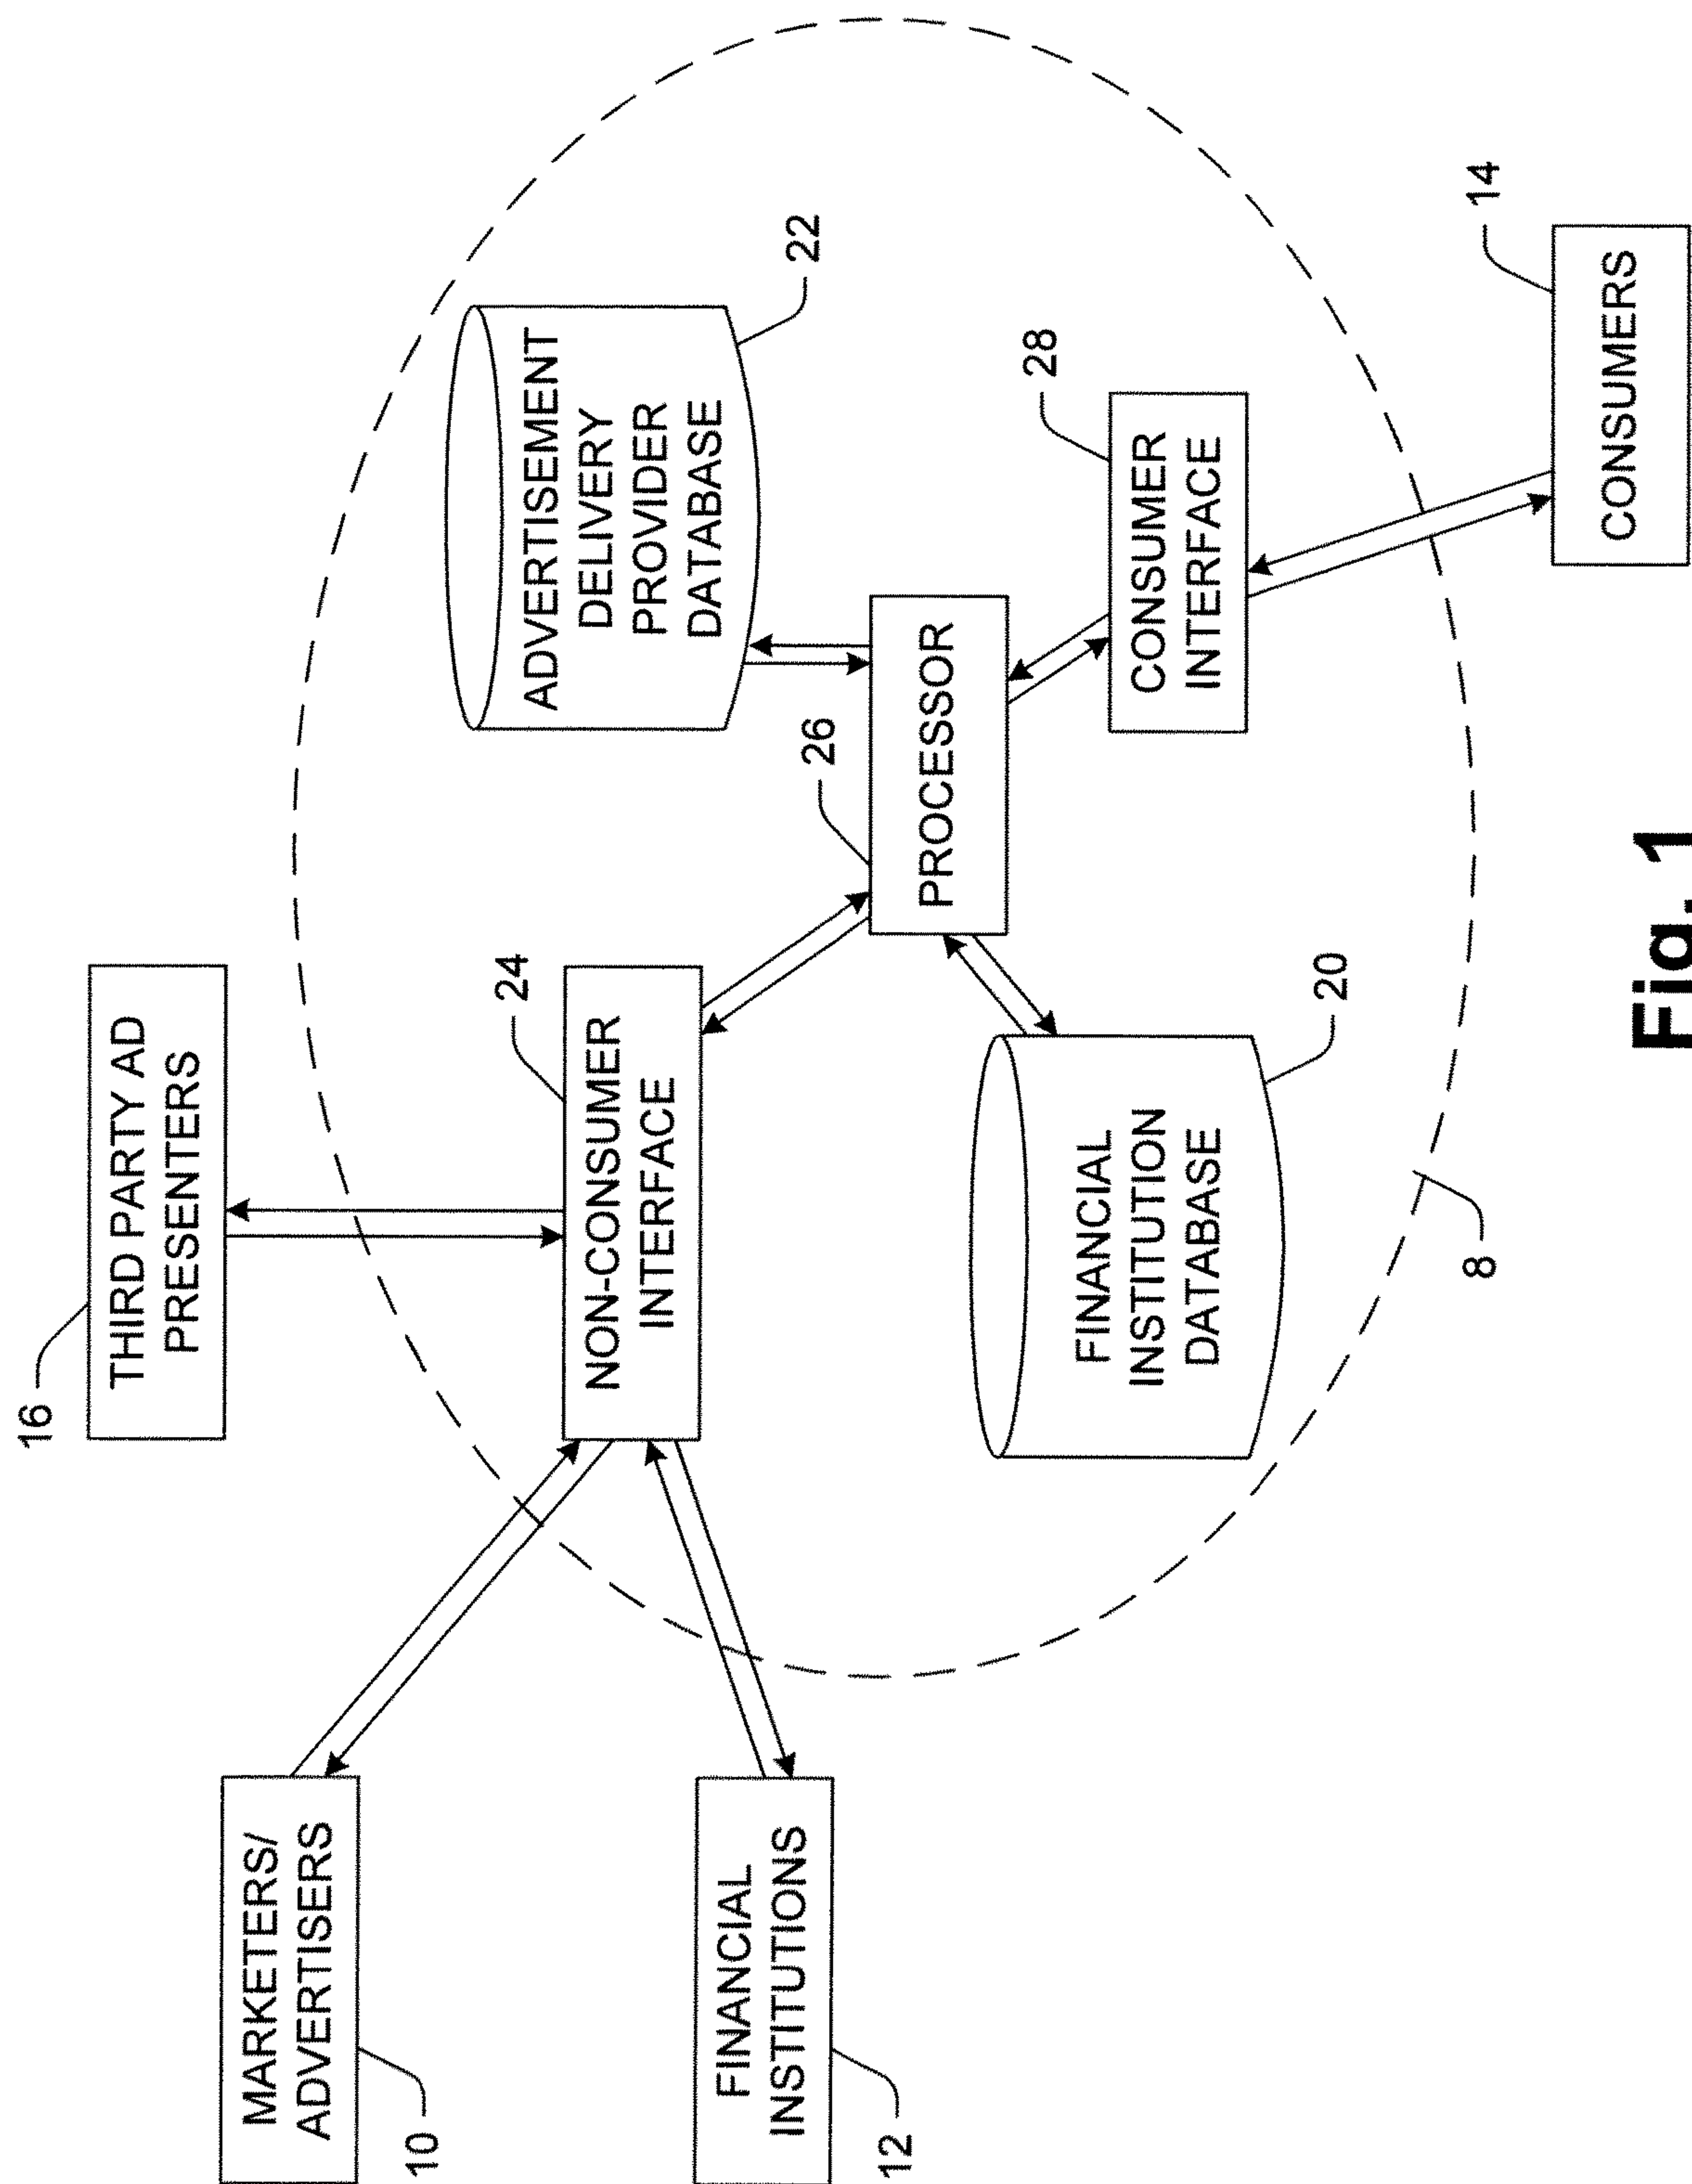 16
THIRD PARTY AD
PRESENTERS
MARKETERS/
ADVERTISERS
10
24
NON-CONSUMER
INTERFACE
ADVERTISEMENT
DELIVERY
PROVIDER
DATABASE
22
FINANCIAL
INSTITUTIONS
12
26
PROCESSOR
FINANCIAL
INSTITUTION
DATABASE
20
28
CONSUMER
INTERFACE
8
14
CONSUMERS
Fig. 1